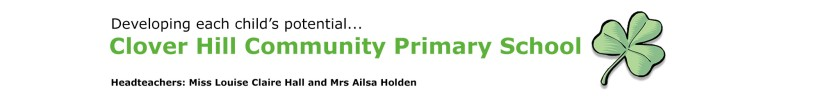 Developing each child's potential...
Clover Hill Community Primary School
Headteachers: Miss Louise Claire Hall and Mrs Ailsa Holden